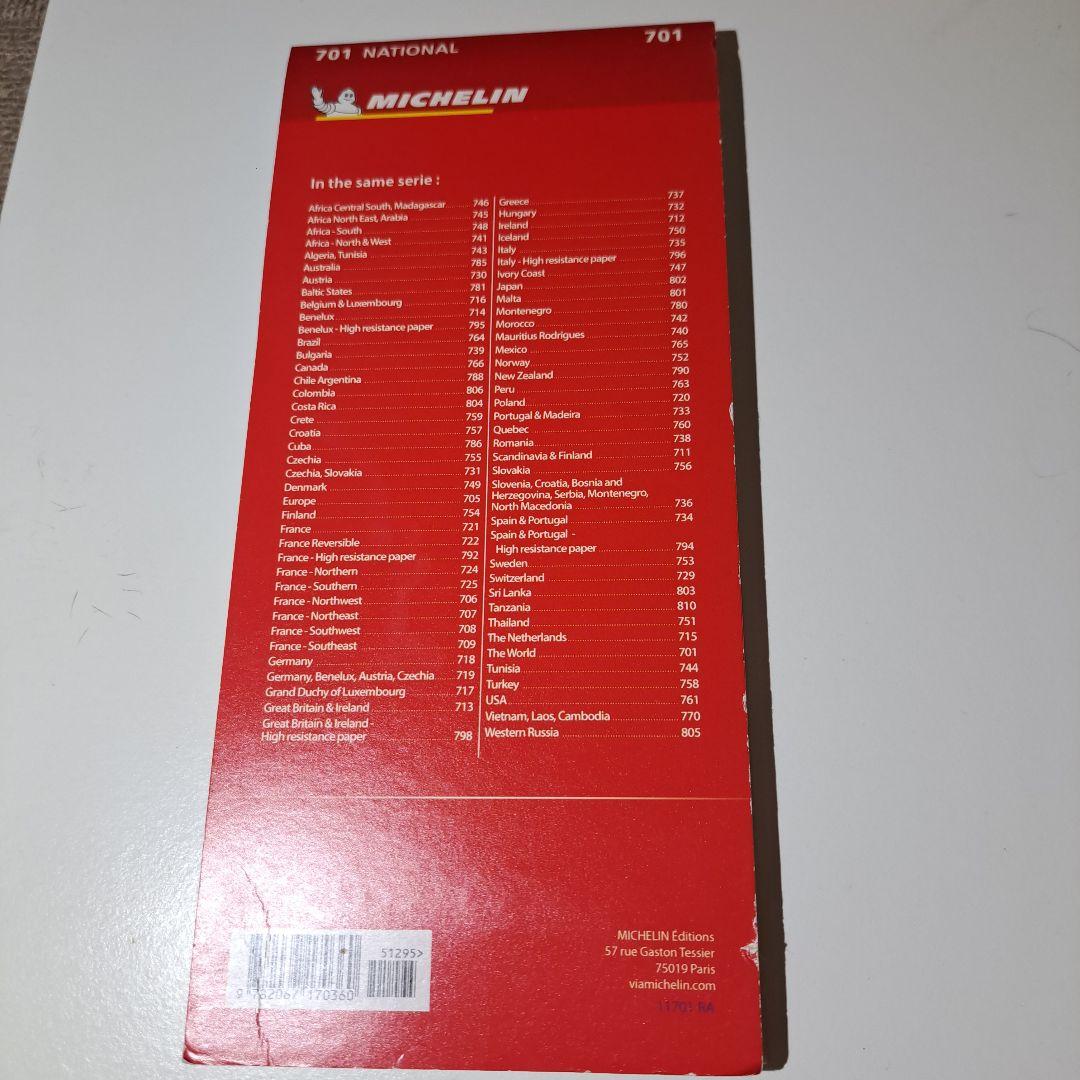 701 NATIONAL
701
MICHELIN
In the same serie :
Africa Central South, Madagascar 746
Africa North East, Arabia 745
Africa - South 748
Africa - North & West 741
Algeria, Tunisia 743
Australia 785
Austria 730
Baltic States 781
Belgium & Luxembourg 716
Benelux 714
Benelux - High resistance paper 795
Brazil 764
Bulgaria 739
Canada 766
Chile Argentina 788
Colombia 806
Costa Rica 804
Crete 759
Croatia 757
Cuba 786
Czechia 755
Czechia, Slovakia 731
Denmark 749
Europe 705
Finland 754
France 721
France Reversible 722
France - High resistance paper 792
France - Northern 724
France - Southern 725
France - Northwest 706
France - Northeast 707
France - Southwest 708
France - Southeast 709
Germany 718
Germany, Benelux, Austria, Czechia 719
Grand Duchy of Luxembourg 717
Great Britain & Ireland 713
Great Britain & Ireland -
High resistance paper 798
Greece 737
Hungary 732
Ireland 712
Iceland 750
Italy 735
Italy - High resistance paper 796
Ivory Coast 747
Japan 802
Malta 801
Montenegro 780
Morocco 742
Mauritius Rodrigues 740
Mexico 765
Norway 752
New Zealand 790
Peru 763
Poland 720
Portugal & Madeira 733
Quebec 760
Romania 738
Scandinavia & Finland 711
Slovakia 756
Slovenia, Croatia, Bosnia and
Herzegovina, Serbia, Montenegro,
North Macedonia 736
Spain & Portugal 734
Spain & Portugal -
High resistance paper 794
Sweden 753
Switzerland 729
Sri Lanka 803
Tanzania 810
Thailand 751
The Netherlands 715
The World 701
Tunisia 744
Turkey 758
USA 761
Vietnam, Laos, Cambodia 770
Western Russia 805
51295>
9 782067 170360
MICHELIN Éditions
57 rue Gaston Tessier
75019 Paris
viamichelin.com
11701 RA